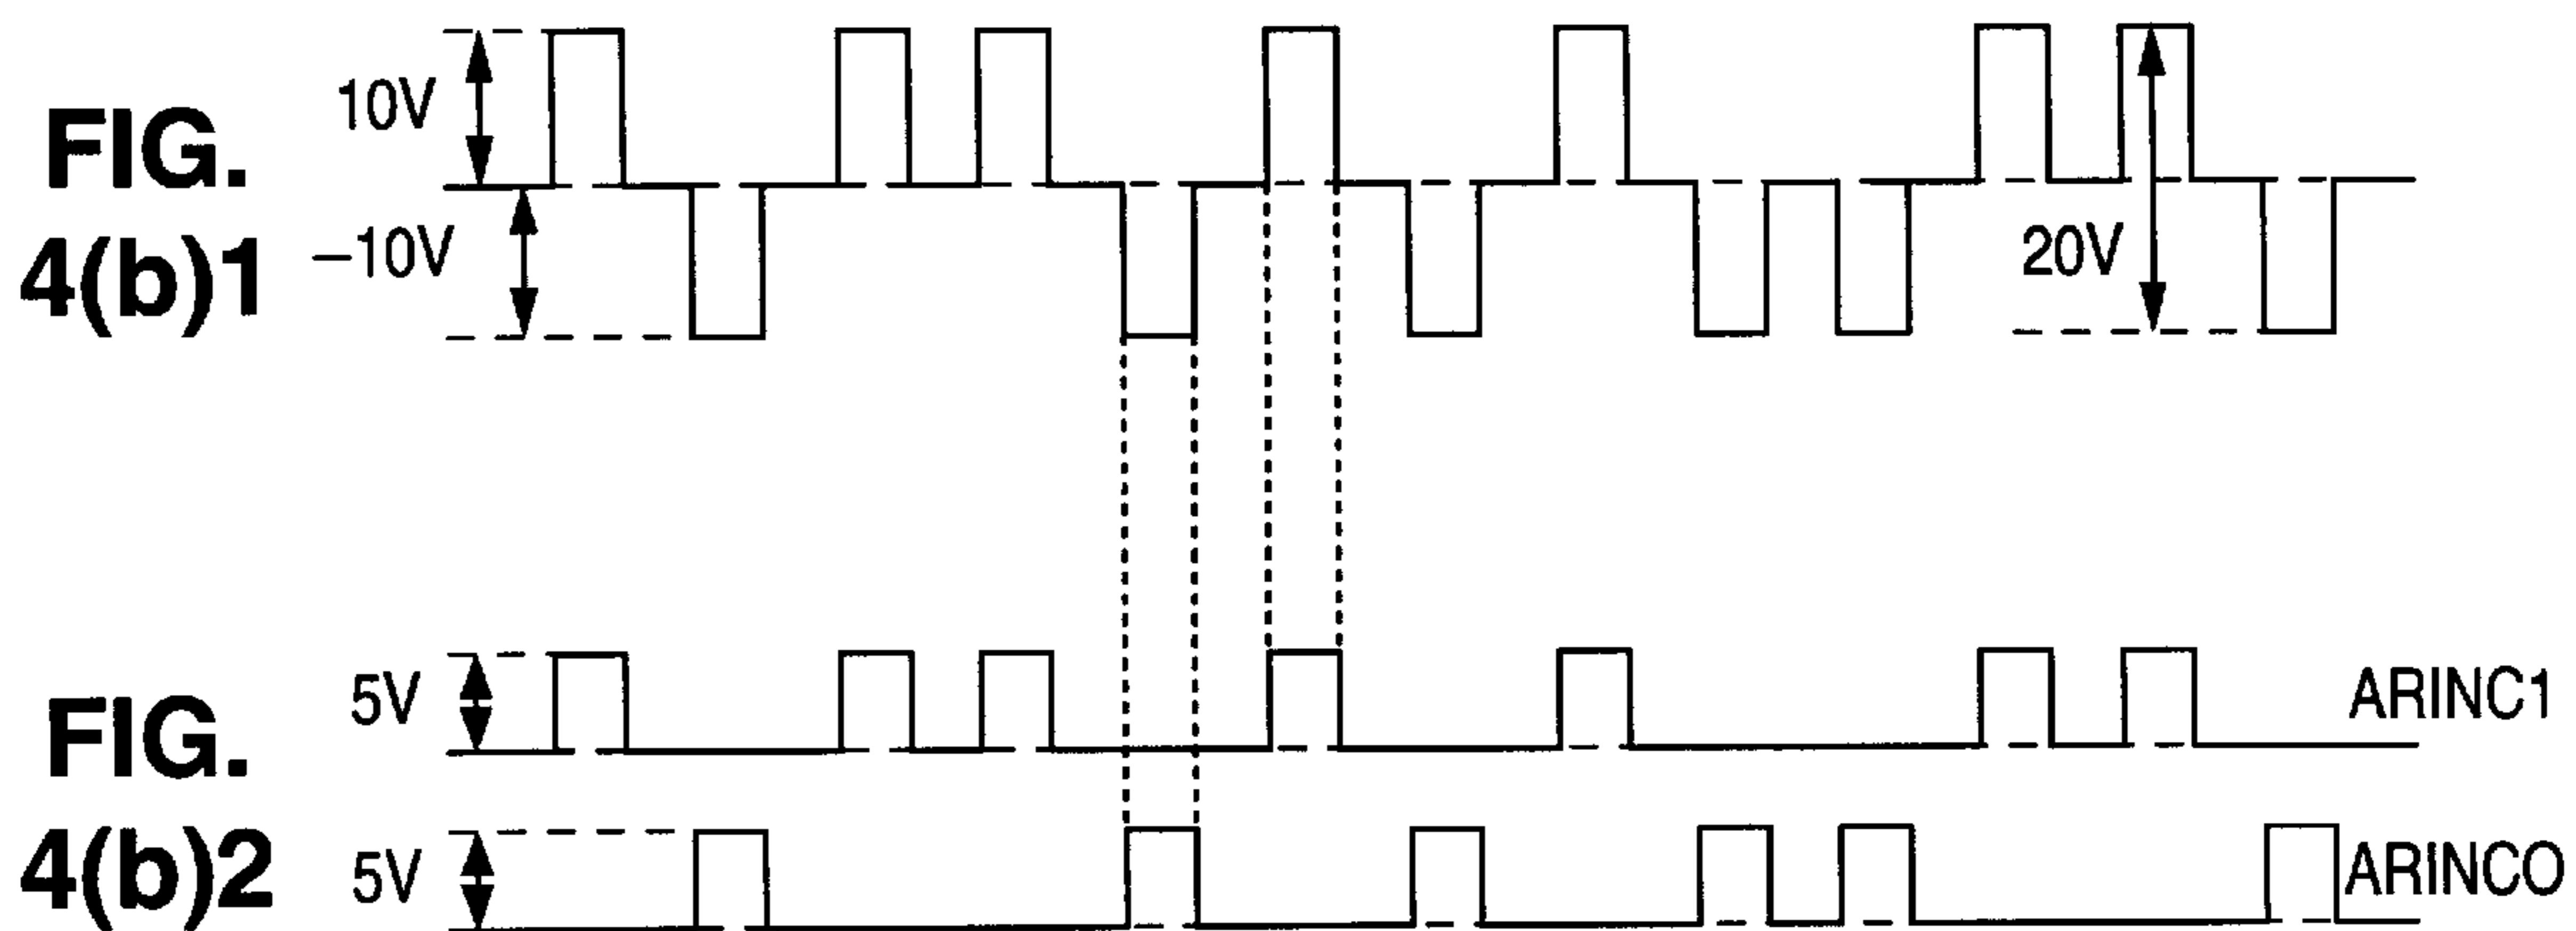 FIG.
4(b)1
10V
–10V
20V
FIG.
4(b)2
5V
ARINC1
5V
ARINCO